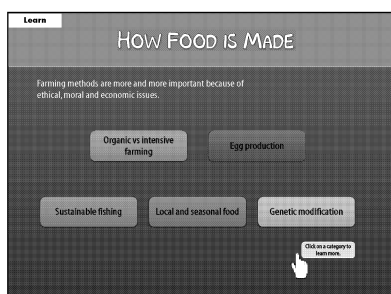 Learn
How Food is Made
Farming methods are more and more important because of
ethical, moral and economic issues.
Organic vs intensive
farming
Egg production
Sustainable fishing
Local and seasonal food
Genetic modification
Click on a category to
learn more.